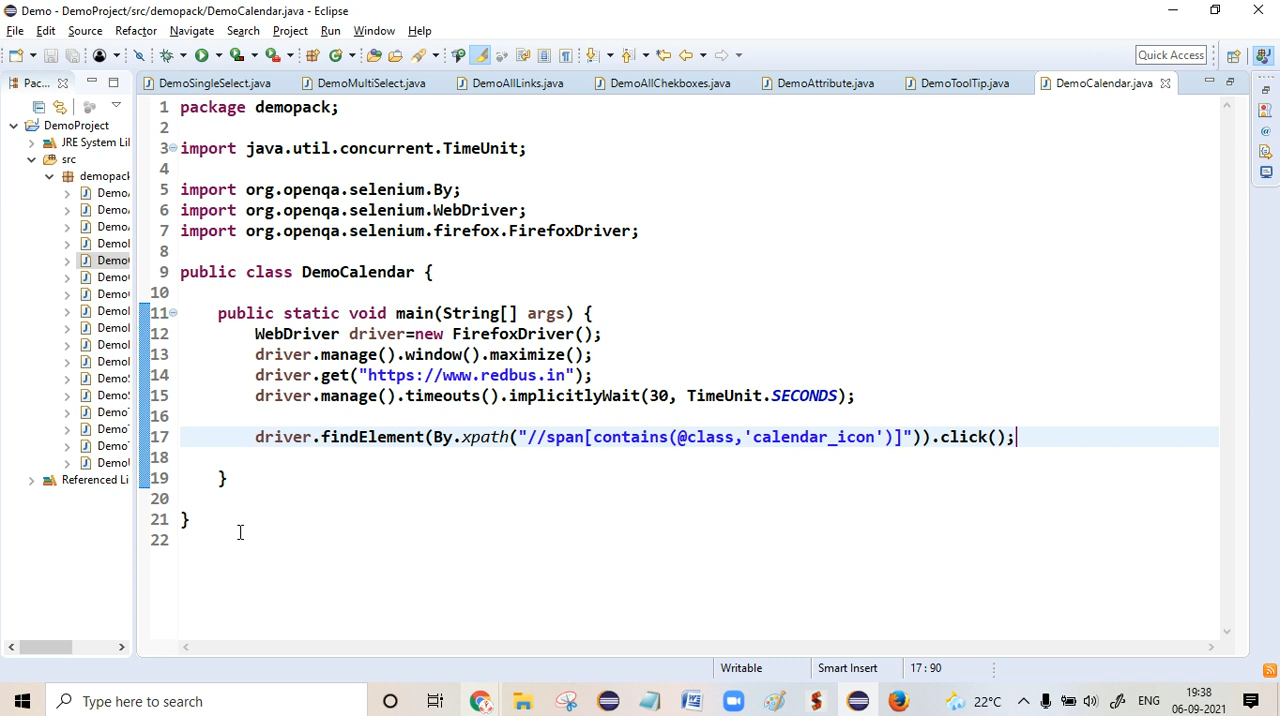 Demo - DemoProject/src/demopack/DemoCalendar.java - Eclipse
File Edit Source Refactor Navigate Search Project Run Window Help
Quick Access
Pac...
DemoSingleSelect.java
DemoMultiSelect.java
DemoAllLinks.java
DemoAllChekboxes.java
DemoAttribute.java
DemoToolTip.java
DemoCalendar.java
DemoProject
JRE System Lil
src
demopack
Referenced Li
1 package demopack;
2
3 import java.util.concurrent.TimeUnit;
4
5 import org.openqa.selenium.By;
6 import org.openqa.selenium.WebDriver;
7 import org.openqa.selenium.firefox.FirefoxDriver;
8
9 public class DemoCalendar {
10
11 public static void main(String[] args) {
12 WebDriver driver=new FirefoxDriver();
13 driver.manage().window().maximize();
14 driver.get("https://www.redbus.in");
15 driver.manage().timeouts().implicitlyWait(30, TimeUnit.SECONDS);
16
17 driver.findElement(By.xpath("//span[contains(@class,'calendar_icon')]")).click();
18
19 }
20
21 }
22
Writable
Smart Insert
17 : 90
Type here to search
22°C
ENG
19:38
06-09-2021